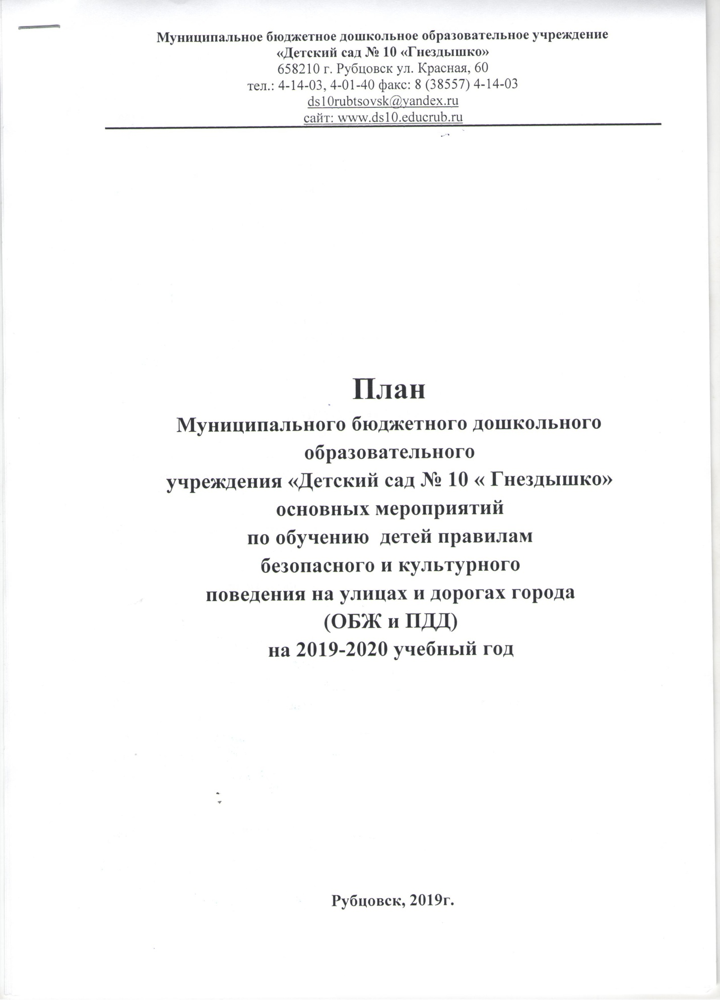 Муниципальное бюджетное дошкольное образовательное учреждение
«Детский сад № 10 «Гнездышко»
658210 г. Рубцовск ул. Красная, 60
тел.: 4-14-03, 4-01-40 факс: 8 (38557) 4-14-03
ds10rubtsovsk@yandex.ru
сайт: www.ds10.educrub.ru
План
Муниципального бюджетного дошкольного
образовательного
учреждения «Детский сад № 10 « Гнездышко»
основных мероприятий
по обучению детей правилам
безопасного и культурного
поведения на улицах и дорогах города
(ОБЖ и ПДД)
на 2019-2020 учебный год
Рубцовск, 2019г.